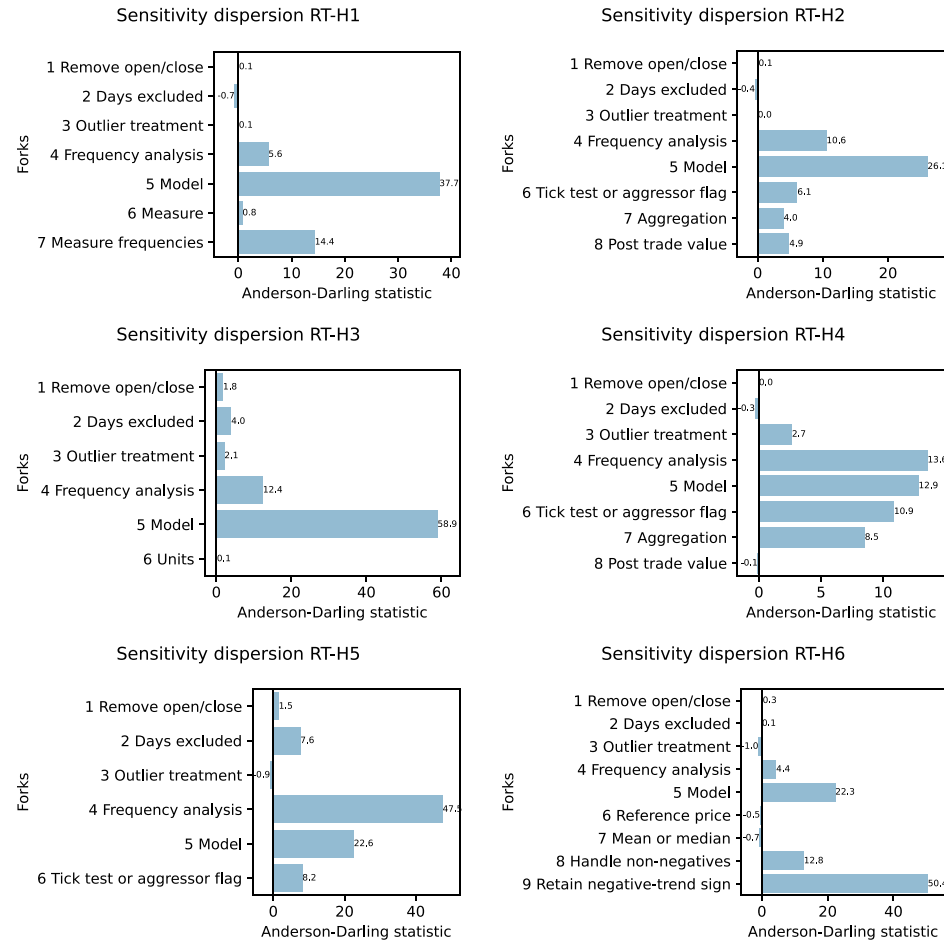 Sensitivity dispersion RT-H1
Forks
1 Remove open/close 0.1
2 Days excluded -0.7
3 Outlier treatment 0.1
4 Frequency analysis 5.6
5 Model 37.7
6 Measure 0.8
7 Measure frequencies 14.4
0 10 20 30 40
Anderson-Darling statistic
Sensitivity dispersion RT-H2
Forks
1 Remove open/close 0.1
2 Days excluded -0.4
3 Outlier treatment 0.0
4 Frequency analysis 10.6
5 Model
6 Tick test or aggressor flag 6.1
7 Aggregation 4.0
8 Post trade value 4.9
0 10 20
Anderson-Darling statistic
Sensitivity dispersion RT-H3
Forks
1 Remove open/close 1.8
2 Days excluded 4.0
3 Outlier treatment 2.1
4 Frequency analysis 12.4
5 Model 58.9
6 Units 0.1
0 20 40 60
Anderson-Darling statistic
Sensitivity dispersion RT-H4
Forks
1 Remove open/close 0.0
2 Days excluded -0.3
3 Outlier treatment 2.7
4 Frequency analysis 13.6
5 Model 12.9
6 Tick test or aggressor flag 10.9
7 Aggregation 8.5
8 Post trade value -0.1
0 5 10
Anderson-Darling statistic
Sensitivity dispersion RT-H5
Forks
1 Remove open/close 1.5
2 Days excluded 7.6
3 Outlier treatment -0.9
4 Frequency analysis 47.5
5 Model 22.6
6 Tick test or aggressor flag 8.2
0 20 40
Anderson-Darling statistic
Sensitivity dispersion RT-H6
Forks
1 Remove open/close 0.3
2 Days excluded 0.1
3 Outlier treatment -1.0
4 Frequency analysis 4.4
5 Model 22.3
6 Reference price -0.5
7 Mean or median -0.7
8 Handle non-negatives 12.8
9 Retain negative-trend sign 50.4
0 20 40
Anderson-Darling statistic